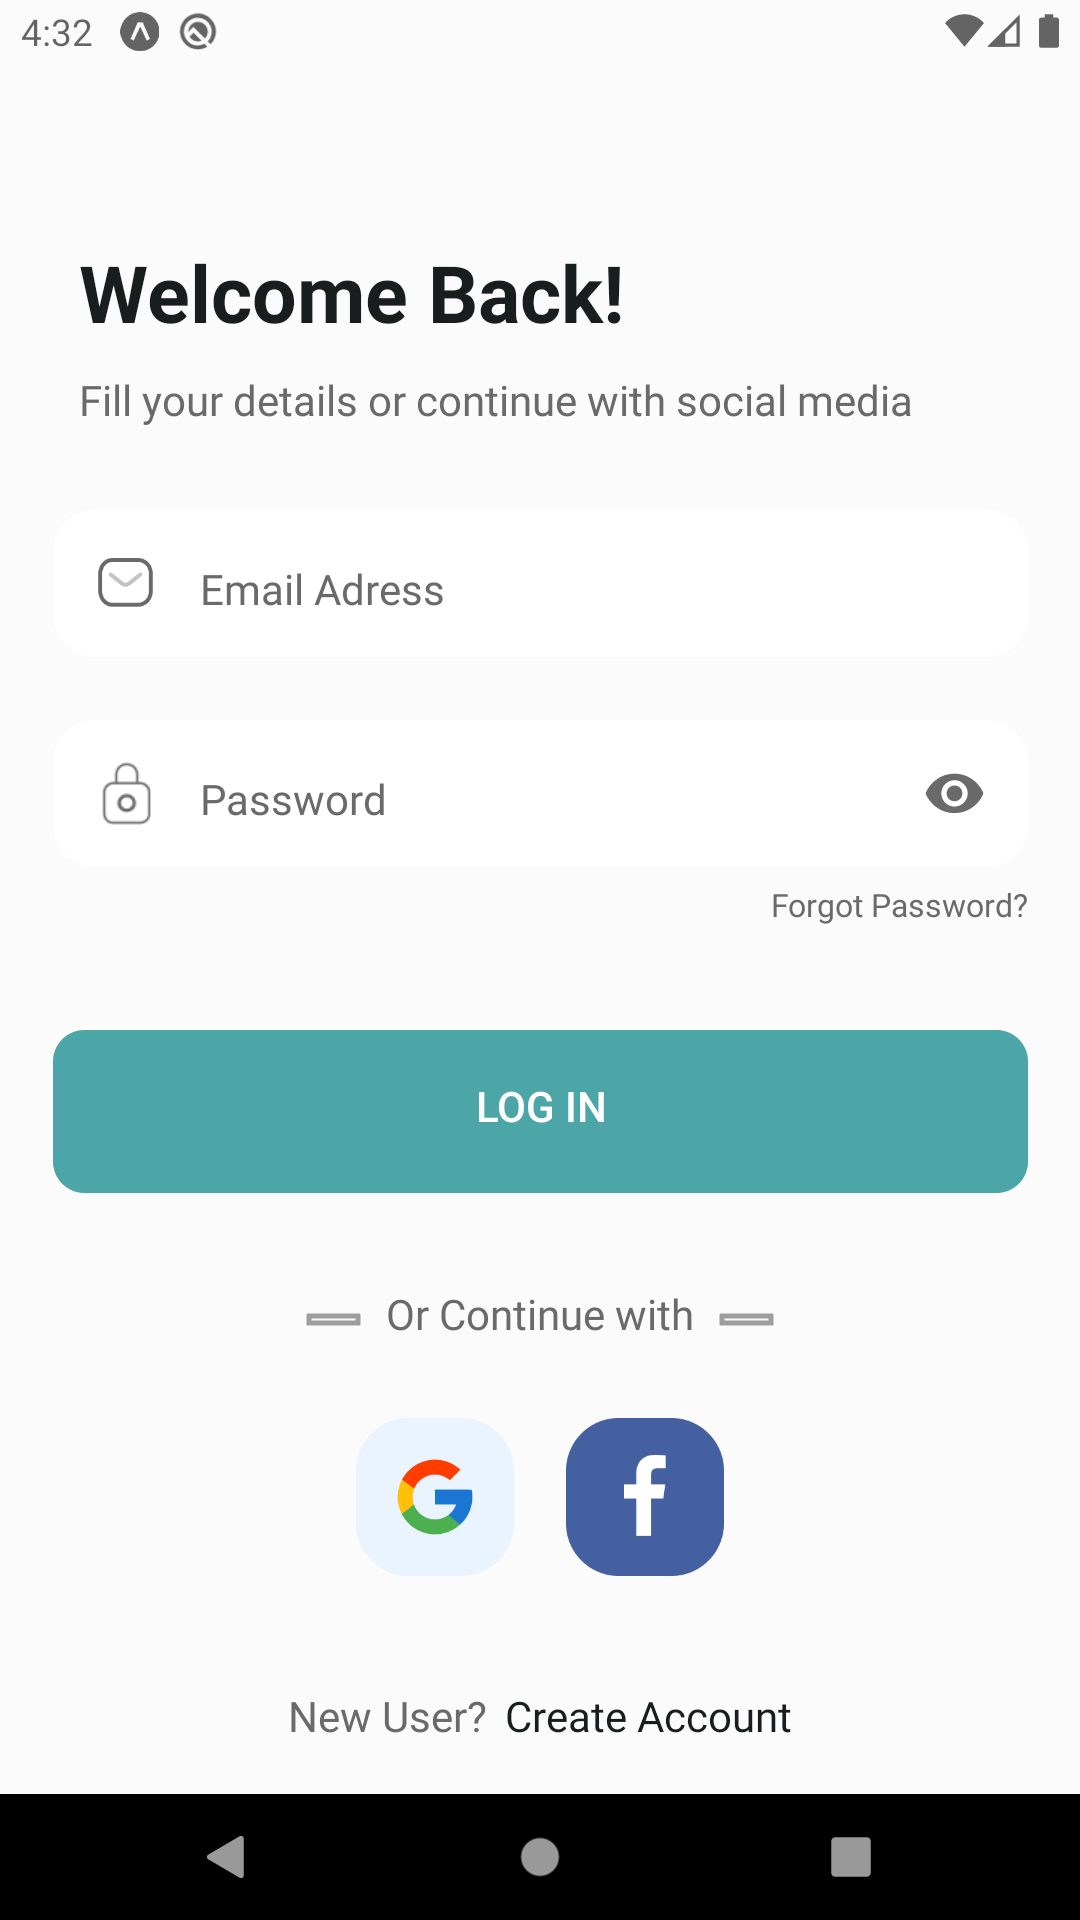 4:32
Welcome Back!
Fill your details or continue with social media
Email Adress
Password
Forgot Password?
LOG IN
Or Continue with
New User? Create Account